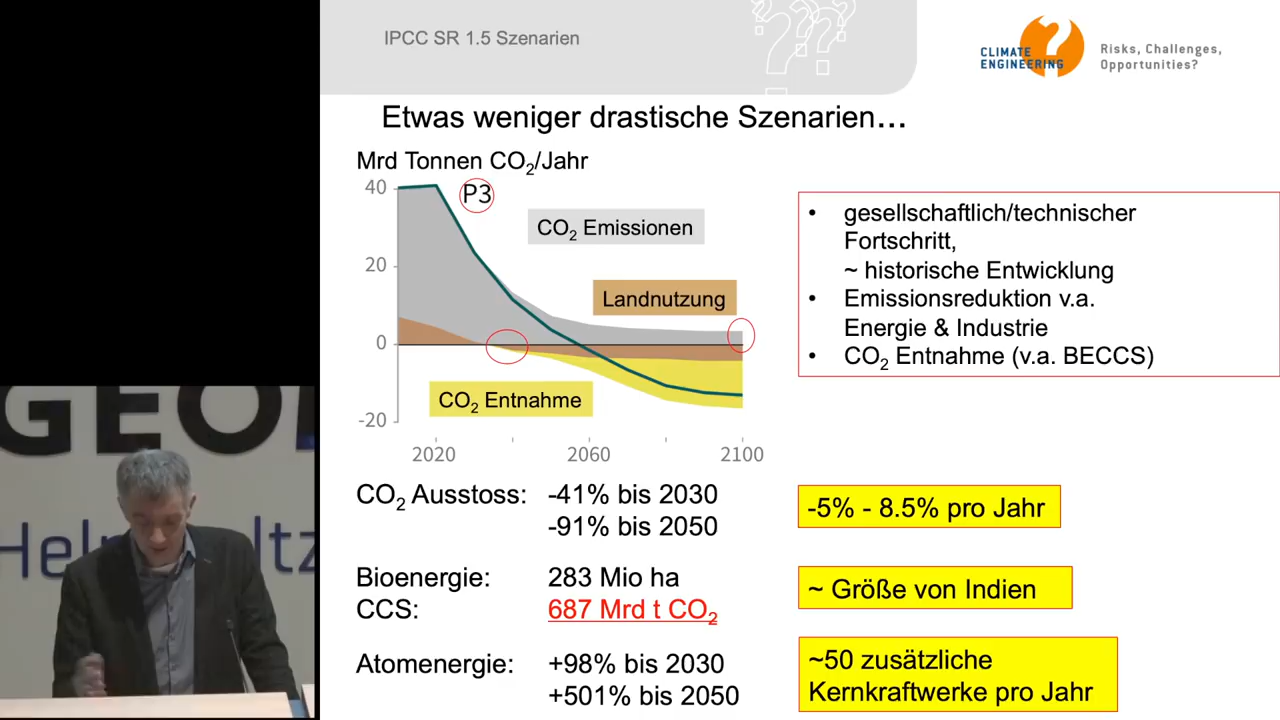 IPCC SR 1.5 Szenarien
CLIMATE
ENGINEERING
Risks, Challenges,
Opportunities?
Etwas weniger drastische Szenarien…
Mrd Tonnen CO₂/Jahr
40
20
0
-20
P3
CO₂ Emissionen
Landnutzung
CO₂ Entnahme
2020
2060
2100
• gesellschaftlich/technischer
Fortschritt,
~ historische Entwicklung
• Emissionsreduktion v.a.
Energie & Industrie
• CO₂ Entnahme (v.a. BECCS)
CO₂ Ausstoss: -41% bis 2030
-91% bis 2050
-5% - 8.5% pro Jahr
Bioenergie: 283 Mio ha
CCS: 687 Mrd t CO₂
~ Größe von Indien
Atomenergie: +98% bis 2030
+501% bis 2050
~50 zusätzliche
Kernkraftwerke pro Jahr
GEO